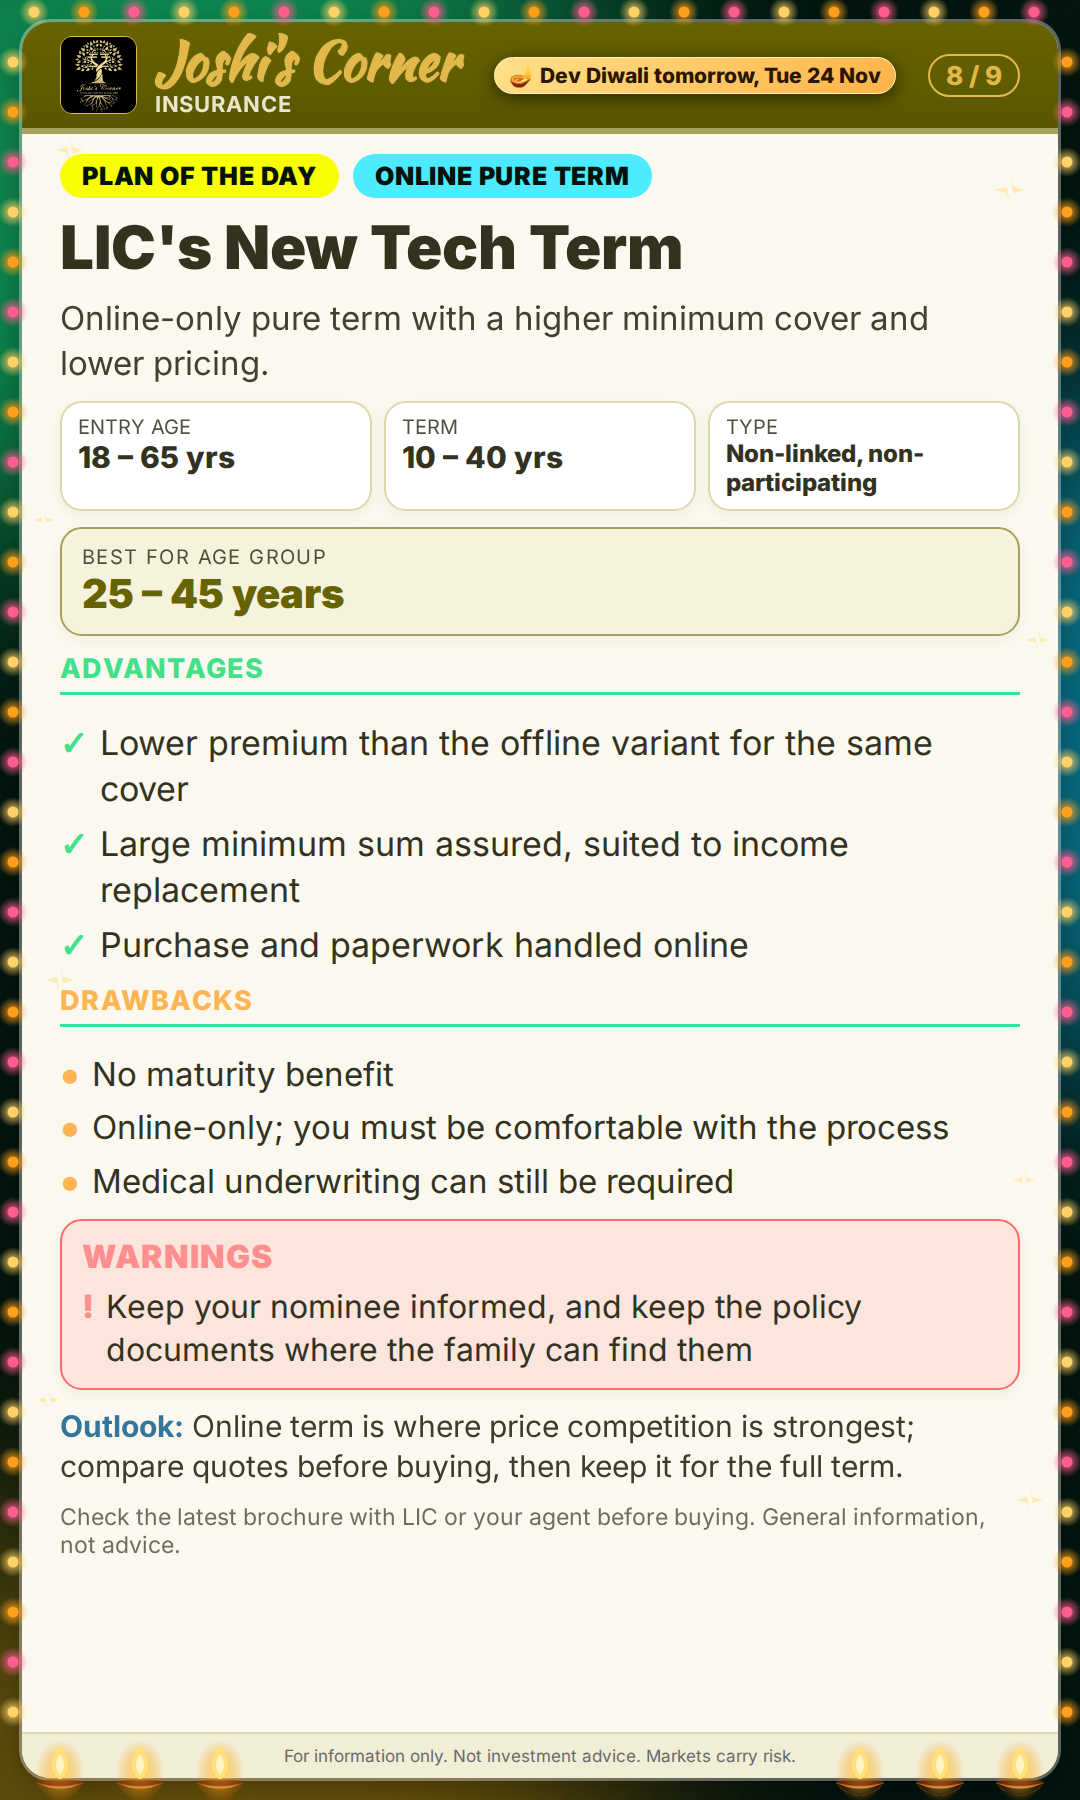 Joshi's Corner
INSURANCE
Joshi's Corner
🪔 Dev Diwali tomorrow, Tue 24 Nov
8 / 9
PLAN OF THE DAY
ONLINE PURE TERM
LIC's New Tech Term
Online-only pure term with a higher minimum cover and
lower pricing.
ENTRY AGE
18 – 65 yrs
TERM
10 – 40 yrs
TYPE
Non-linked, non-
participating
BEST FOR AGE GROUP
25 – 45 years
ADVANTAGES
✓ Lower premium than the offline variant for the same
cover
✓ Large minimum sum assured, suited to income
replacement
✓ Purchase and paperwork handled online
DRAWBACKS
● No maturity benefit
● Online-only; you must be comfortable with the process
● Medical underwriting can still be required
WARNINGS
! Keep your nominee informed, and keep the policy
documents where the family can find them
Outlook: Online term is where price competition is strongest;
compare quotes before buying, then keep it for the full term.
Check the latest brochure with LIC or your agent before buying. General information,
not advice.
For information only. Not investment advice. Markets carry risk.